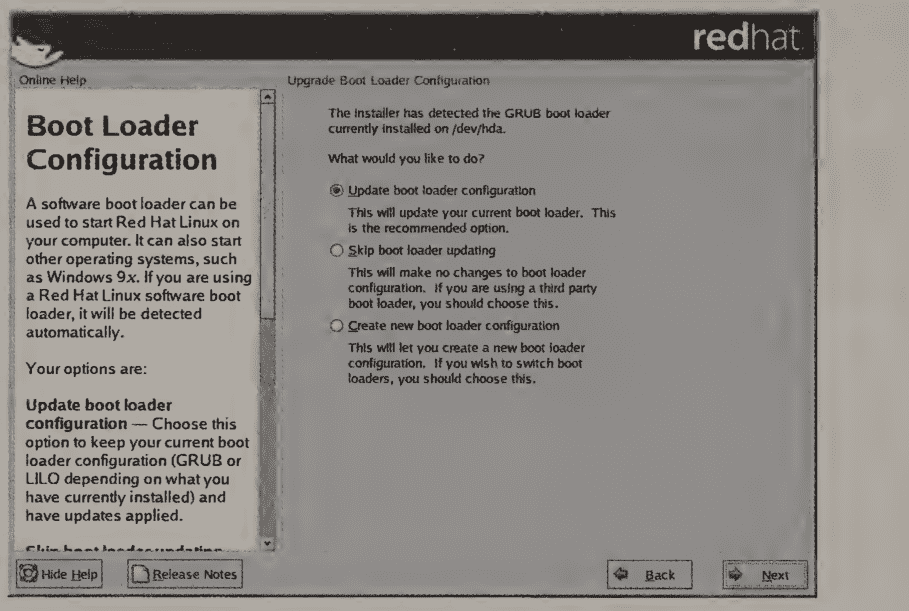 redhat
Online Help
Boot Loader
Configuration
A software boot loader can be
used to start Red Hat Linux on
your computer. It can also start
other operating systems, such
as Windows 9x. If you are using
a Red Hat Linux software boot
loader, it will be detected
automatically.
Your options are:
Update boot loader
configuration — Choose this
option to keep your current boot
loader configuration (GRUB or
LILO depending on what you
have currently installed) and
have updates applied.
Skip boot loader updating
Upgrade Boot Loader Configuration
The installer has detected the GRUB boot loader
currently installed on /dev/hda.
What would you like to do?
Update boot loader configuration
This will update your current boot loader. This
is the recommended option.
Skip boot loader updating
This will make no changes to boot loader
configuration. If you are using a third party
boot loader, you should choose this.
Create new boot loader configuration
This will let you create a new boot loader
configuration. If you wish to switch boot
loaders, you should choose this.
Hide Help
Release Notes
Back
Next